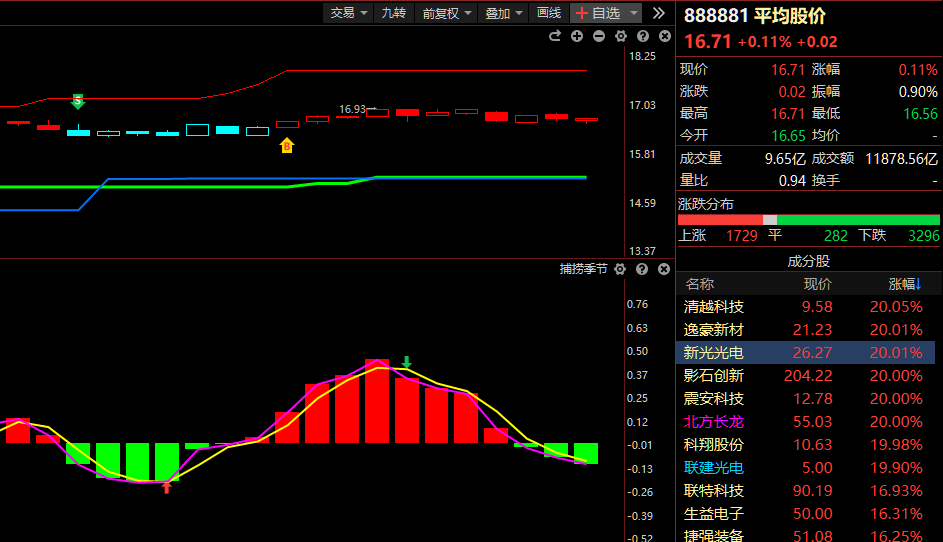 交易 九转 前复权 叠加 画线 +自选
888881 平均股价
16.71 +0.11% +0.02
现价 16.71 涨幅 0.11%
涨跌 0.02 振幅 0.90%
最高 16.71 最低 16.56
今开 16.65 均价 -
成交量 9.65亿 成交额 11878.56亿
量比 0.94 换手 -
涨跌分布
上涨 1729 平 282 下跌 3296
成分股
名称 现价 涨幅↓
清越科技 9.58 20.05%
逸豪新材 21.23 20.01%
新光光电 26.27 20.01%
影石创新 204.22 20.00%
震安科技 12.78 20.00%
北方长龙 55.03 20.00%
科翔股份 10.63 19.98%
联建光电 5.00 19.90%
联特科技 90.19 16.93%
生益电子 50.00 16.31%
捷强装备 51.08 16.25%
18.25
17.03
15.81
14.59
13.37
S
16.93
B
捕捞季节
0.76
0.63
0.50
0.37
0.25
0.12
-0.01
-0.13
-0.26
-0.39
-0.52